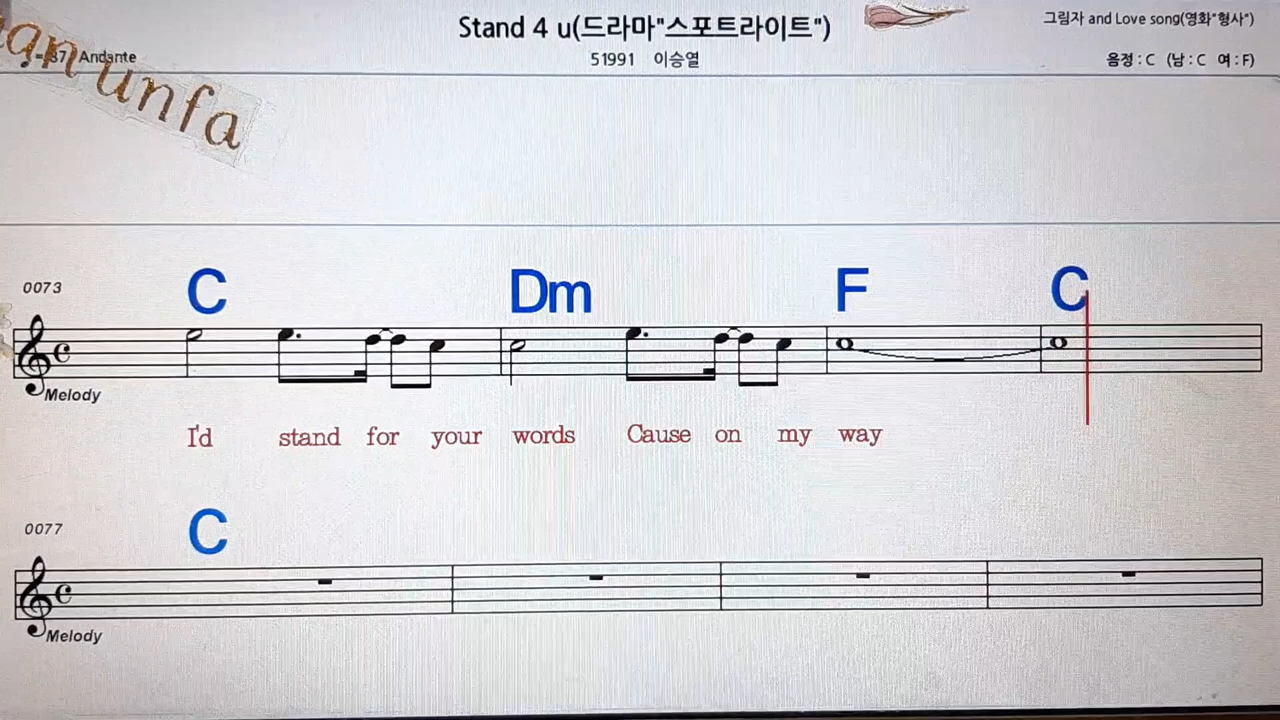 Stand 4 u(드라마"스포트라이트")
그림자 and Love song(영화"형사")
Andante
51991 이승열
음정 : C (남 : C 여 : F)
an unfa
C Dm F C
0073
Melody
I'd stand for your words Cause on my way
0077
C
Melody